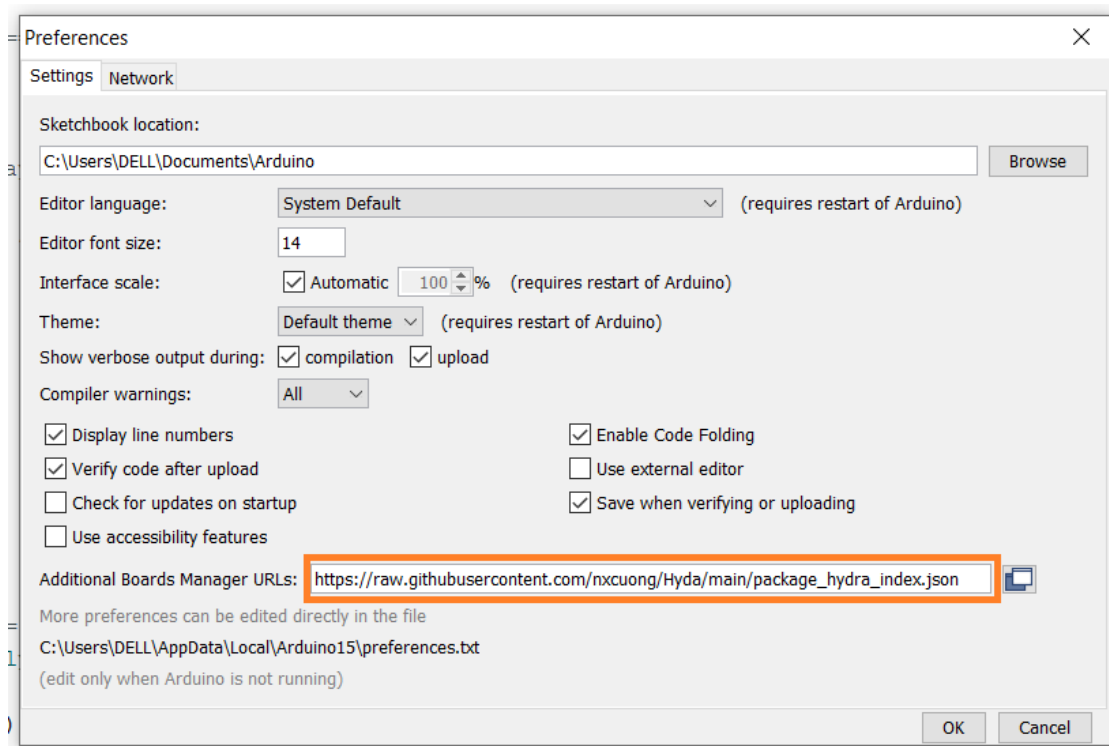 Preferences
Settings Network
Sketchbook location:
C:\Users\DELL\Documents\Arduino Browse
Editor language: System Default (requires restart of Arduino)
Editor font size: 14
Interface scale: Automatic 100 % (requires restart of Arduino)
Theme: Default theme (requires restart of Arduino)
Show verbose output during: compilation upload
Compiler warnings: All
Display line numbers Enable Code Folding
Verify code after upload Use external editor
Check for updates on startup Save when verifying or uploading
Use accessibility features
Additional Boards Manager URLs: https://raw.githubusercontent.com/nxcuong/Hyda/main/package_hydra_index.json
More preferences can be edited directly in the file
C:\Users\DELL\AppData\Local\Arduino15\preferences.txt
(edit only when Arduino is not running)
OK Cancel